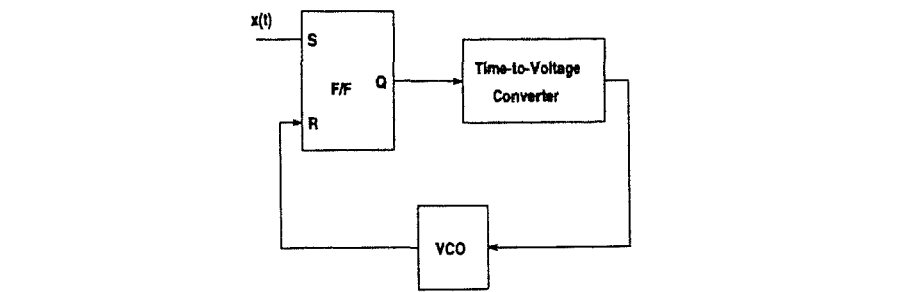 x(t)
S
F/F
Q
R
Time-to-Voltage
Converter
VCO